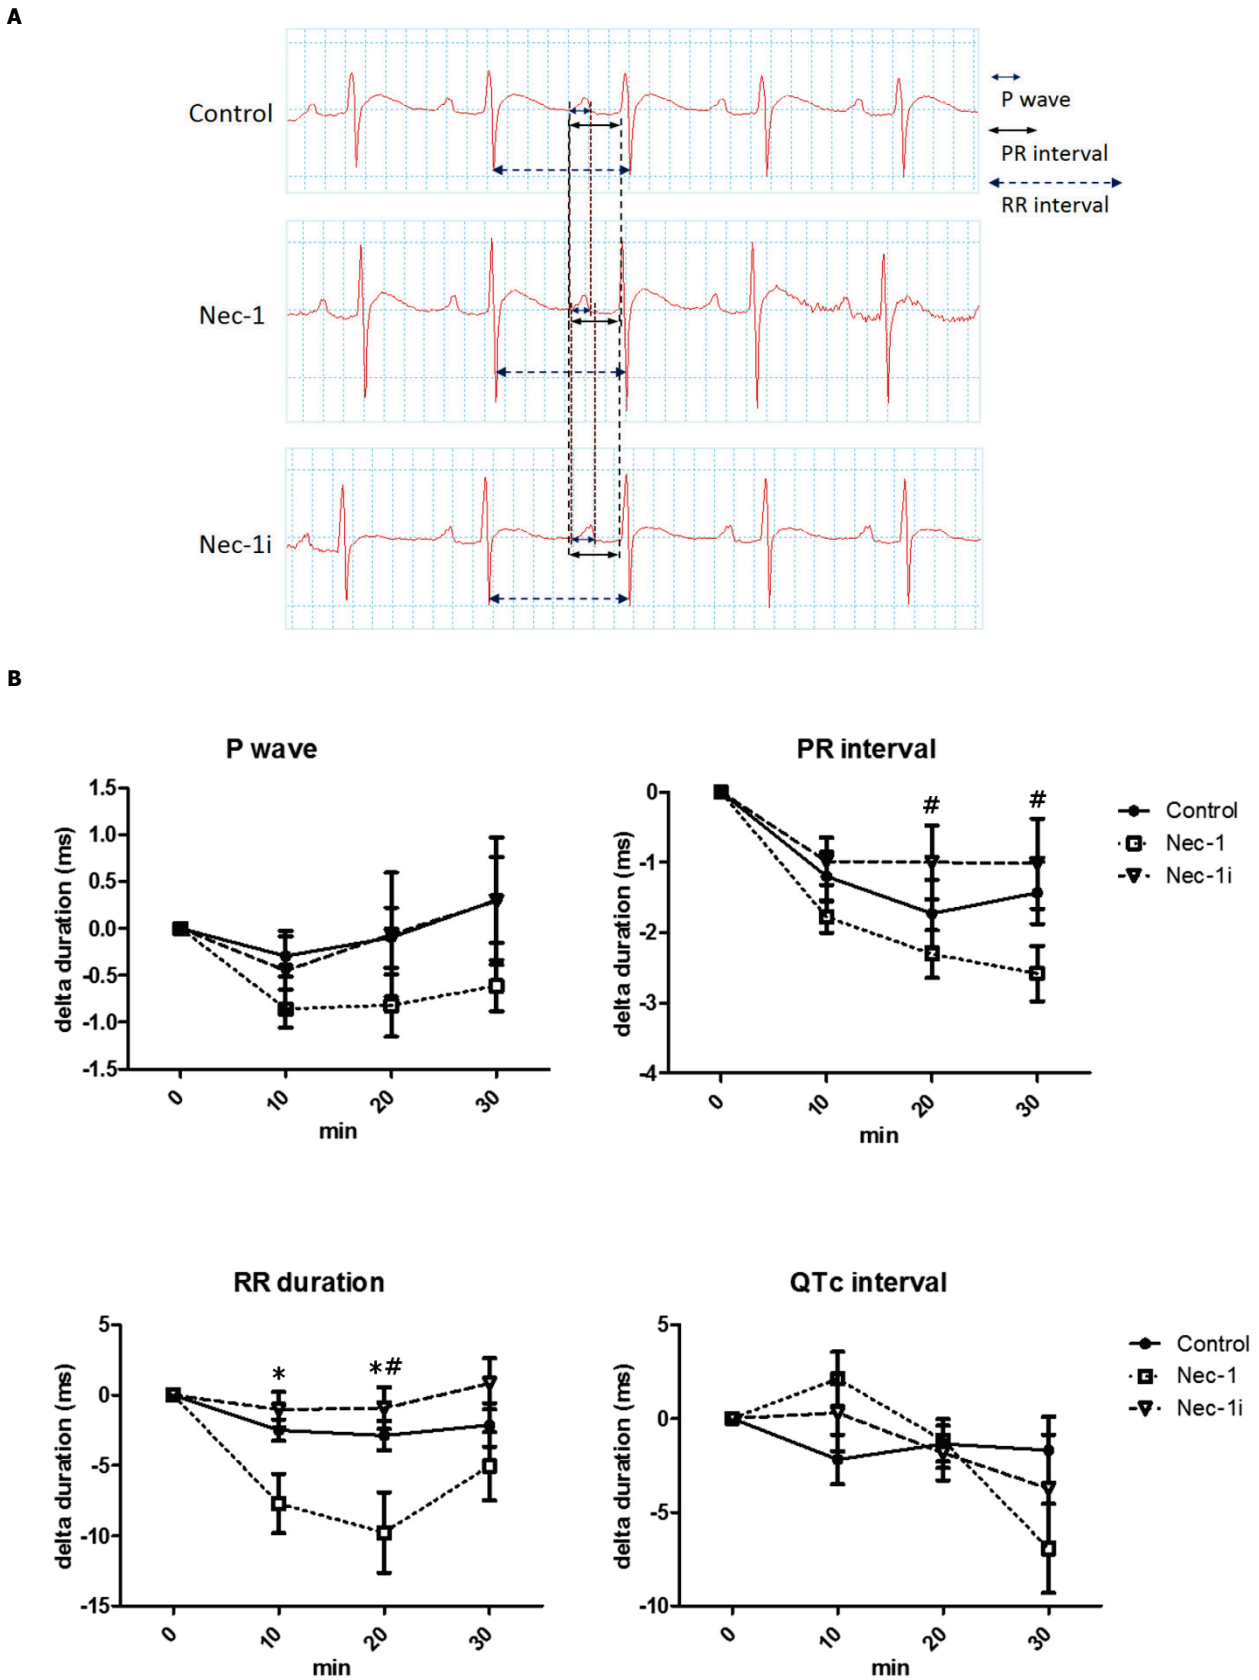 A
Control
P wave
PR interval
RR interval
Nec-1
Nec-1i
B
P wave
delta duration (ms)
1.5
1.0
0.5
0.0
-0.5
-1.0
-1.5
0
10
20
30
min
PR interval
delta duration (ms)
0
-1
-2
-3
-4
# #
0
10
20
30
min
Control
Nec-1
Nec-1i
RR duration
delta duration (ms)
5
0
-5
-10
-15
* *#
0
10
20
30
min
QTc interval
delta duration (ms)
5
0
-5
-10
0
10
20
30
min
Control
Nec-1
Nec-1i